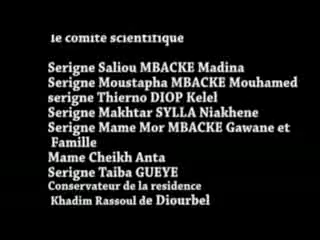 le comite scientifique
Serigne Saliou MBACKE Madina
Serigne Moustapha MBACKE Mouhamed
serigne Thierno DIOP Kelel
Serigne Makhtar SYLLA Niakhene
Serigne Mame Mor MBACKE Gawane et
Famille
Mame Cheikh Anta
Serigne Taiba GUEYE
Conservateur de la residence
Khadim Rassoul de Diourbel